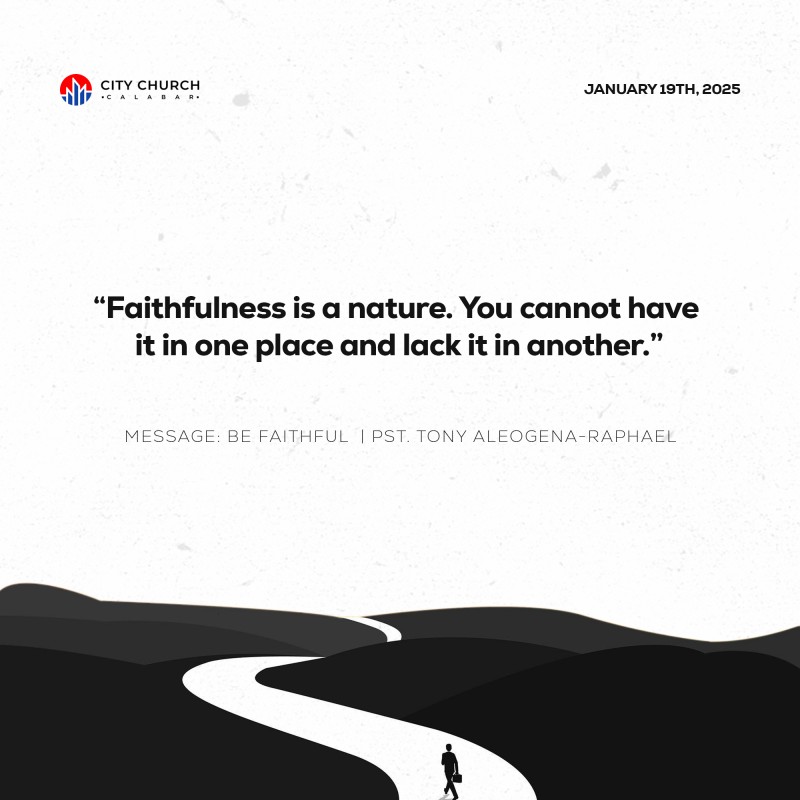 CITY CHURCH
•CALABAR•
JANUARY 19TH, 2025
“Faithfulness is a nature. You cannot have
it in one place and lack it in another.”
MESSAGE: BE FAITHFUL | PST. TONY ALEOGENA-RAPHAEL